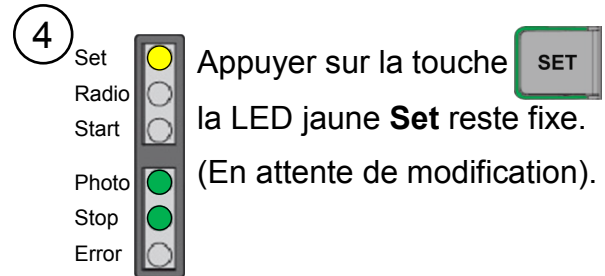 4
Set
Radio
Start
Photo
Stop
Error
Appuyer sur la touche SET
la LED jaune Set reste fixe.
(En attente de modification).